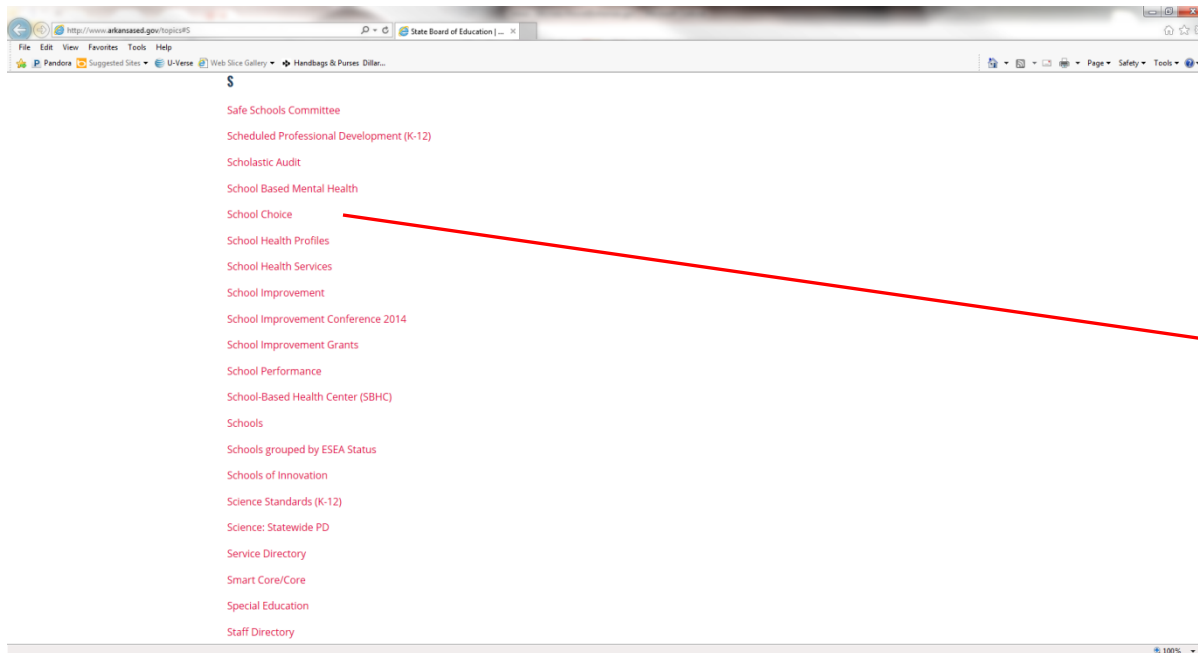 http://www.arkansased.gov/topics#S
State Board of Education | ...
File Edit View Favorites Tools Help
Pandora Suggested Sites U-Verse Web Slice Gallery Handbags & Purses Dillar...
Page Safety Tools
S
Safe Schools Committee
Scheduled Professional Development (K-12)
Scholastic Audit
School Based Mental Health
School Choice
School Health Profiles
School Health Services
School Improvement
School Improvement Conference 2014
School Improvement Grants
School Performance
School-Based Health Center (SBHC)
Schools
Schools grouped by ESEA Status
Schools of Innovation
Science Standards (K-12)
Science: Statewide PD
Service Directory
Smart Core/Core
Special Education
Staff Directory
100%